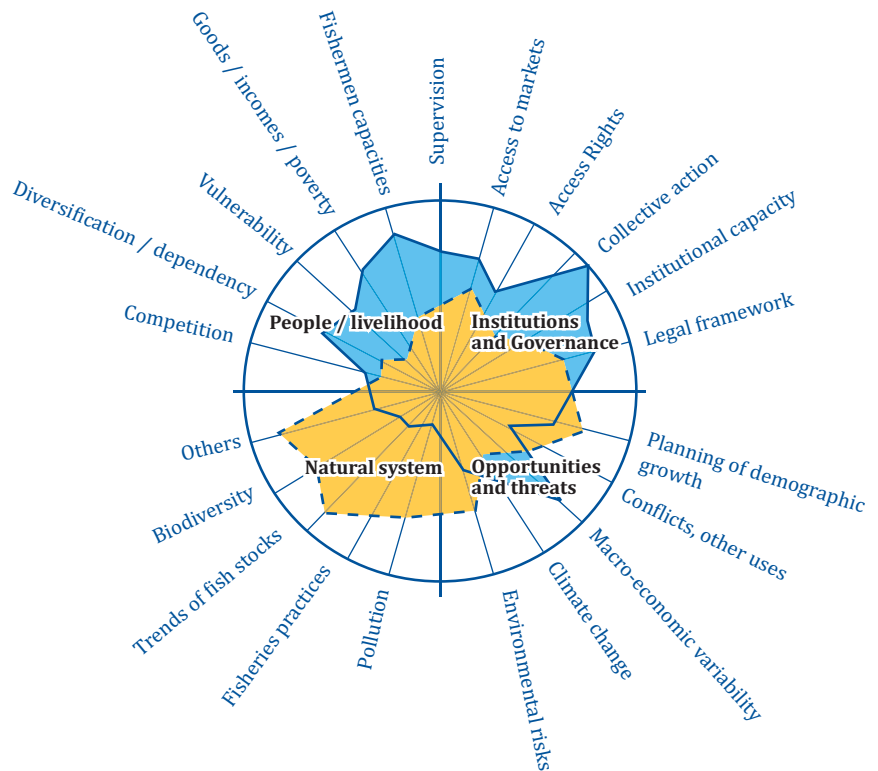 Supervision
Access to markets
Access Rights
Collective action
Institutional capacity
Legal framework
Planning of demographic
growth
Conflicts, other uses
Macro-economic variability
Climate change
Environmental risks
Pollution
Fisheries practices
Trends of fish stocks
Biodiversity
Others
Competition
Diversification / dependency
Vulnerability
Goods / incomes / poverty
Fishermen capacities
People / livelihood
Institutions
and Governance
Natural system
Opportunities
and threats